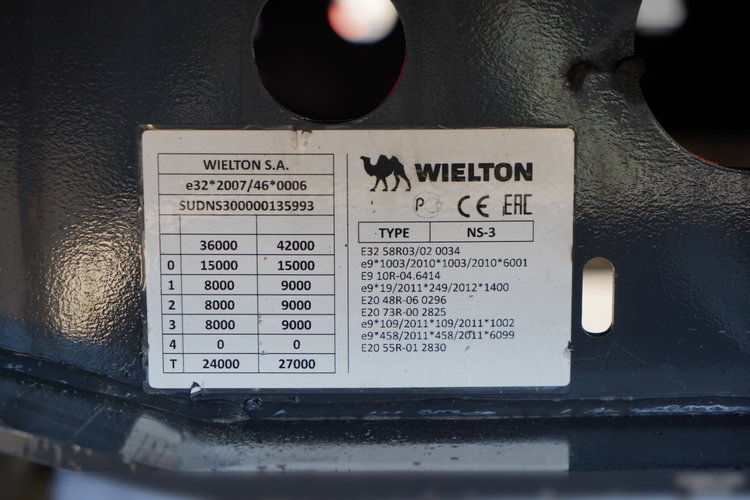 WIELTON S.A.
e32*2007/46*0006
SUDNS300000135993
36000 42000
0 15000 15000
1 8000 9000
2 8000 9000
3 8000 9000
4 0 0
T 24000 27000
WIELTON
P CE EAC
TYPE NS-3
E32 58R03/02 0034
e9*1003/2010*1003/2010*6001
E9 10R-04.6414
e9*19/2011*249/2012*1400
E20 48R-06 0296
E20 73R-00 2825
e9*109/2011*109/2011*1002
e9*458/2011*458/2011*6099
E20 55R-01 2830